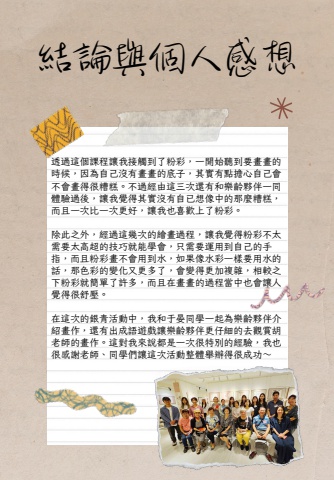 結論與個人感想
透過這個課程讓我接觸到了粉彩，一開始聽到要畫畫的
時候，因為自己沒有畫畫的底子，其實有點擔心自己會
不會畫得很糟糕。不過經由這三次還有和樂齡夥伴一同
體驗過後，讓我覺得其實沒有自己想像中的那麼糟糕，
而且一次比一次更好，讓我也喜歡上了粉彩。
除此之外，經過這幾次的繪畫過程，讓我覺得粉彩不太
需要太高超的技巧就能學會，只需要運用到自己的手
指，而且粉彩畫不會用到水，如果像水彩一樣要用水的
話，那色彩的變化又更多了，會變得更加複雜，相較之
下粉彩就簡單了許多，而且在畫畫的過程當中也會讓人
覺得很紓壓。
在這次的銀青活動中，我和于晏同學一起為樂齡夥伴介
紹畫作，還有出成語遊戲讓樂齡夥伴更仔細的去觀賞胡
老師的畫作。這對我來說都是一次很特別的經驗，我也
很感謝老師、同學們讓這次活動整體舉辦得很成功～